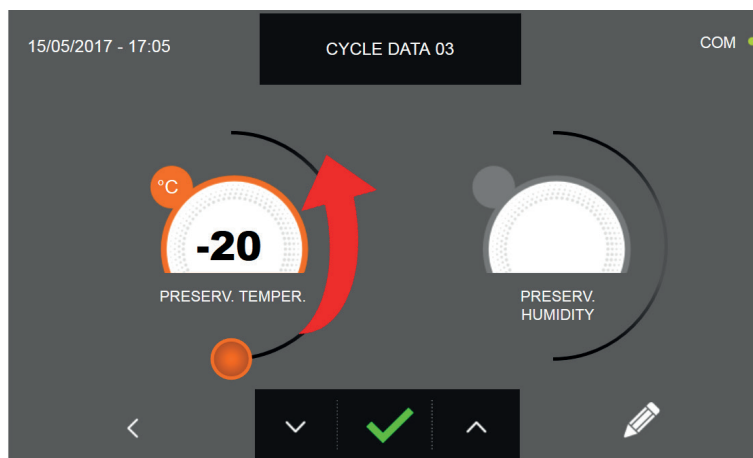 15/05/2017 - 17:05
CYCLE DATA 03
COM
°C
-20
PRESERV. TEMPER.
PRESERV.
HUMIDITY